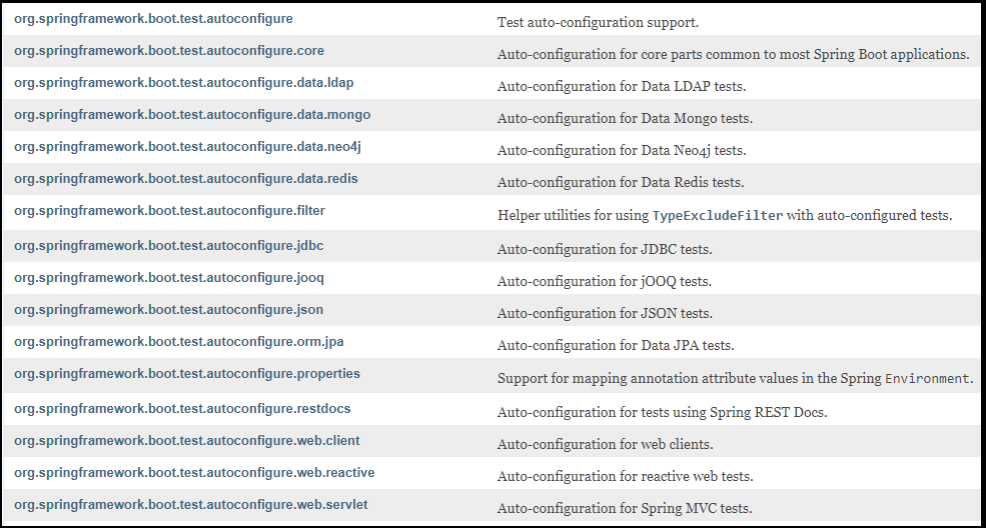 org.springframework.boot.test.autoconfigure Test auto-configuration support.
org.springframework.boot.test.autoconfigure.core Auto-configuration for core parts common to most Spring Boot applications.
org.springframework.boot.test.autoconfigure.data.ldap Auto-configuration for Data LDAP tests.
org.springframework.boot.test.autoconfigure.data.mongo Auto-configuration for Data Mongo tests.
org.springframework.boot.test.autoconfigure.data.neo4j Auto-configuration for Data Neo4j tests.
org.springframework.boot.test.autoconfigure.data.redis Auto-configuration for Data Redis tests.
org.springframework.boot.test.autoconfigure.filter Helper utilities for using TypeExcludeFilter with auto-configured tests.
org.springframework.boot.test.autoconfigure.jdbc Auto-configuration for JDBC tests.
org.springframework.boot.test.autoconfigure.jooq Auto-configuration for jOOQ tests.
org.springframework.boot.test.autoconfigure.json Auto-configuration for JSON tests.
org.springframework.boot.test.autoconfigure.orm.jpa Auto-configuration for Data JPA tests.
org.springframework.boot.test.autoconfigure.properties Support for mapping annotation attribute values in the Spring Environment.
org.springframework.boot.test.autoconfigure.restdocs Auto-configuration for tests using Spring REST Docs.
org.springframework.boot.test.autoconfigure.web.client Auto-configuration for web clients.
org.springframework.boot.test.autoconfigure.web.reactive Auto-configuration for reactive web tests.
org.springframework.boot.test.autoconfigure.web.servlet Auto-configuration for Spring MVC tests.